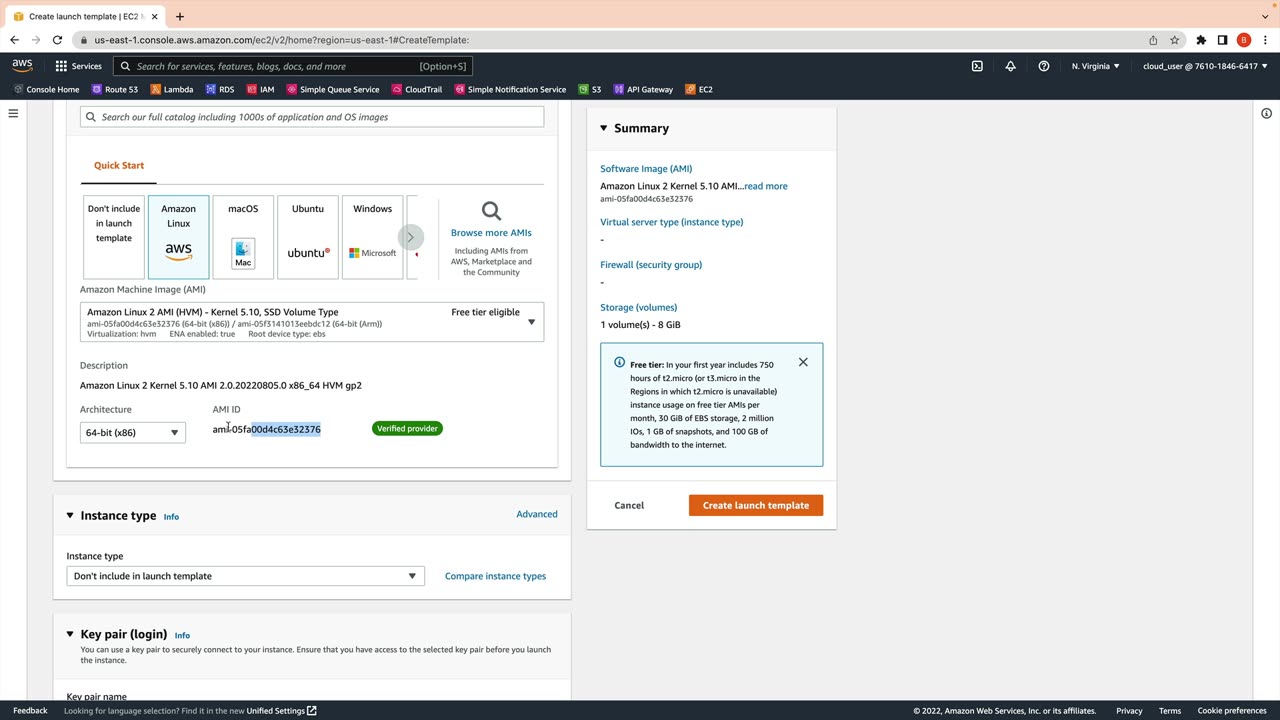 Create launch template | EC2 M
us-east-1.console.aws.amazon.com/ec2/v2/home?region=us-east-1#CreateTemplate:
B
aws
Services
Search for services, features, blogs, docs, and more
[Option+S]
N. Virginia
cloud_user @ 7610-1846-6417
Console Home
Route 53
Lambda
RDS
IAM
Simple Queue Service
CloudTrail
Simple Notification Service
S3
API Gateway
EC2
Search our full catalog including 1000s of application and OS images
Quick Start
Don't include
in launch
template
Amazon
Linux
aws
macOS
Mac
Ubuntu
ubuntu®
Windows
Microsoft
Browse more AMIs
Including AMIs from
AWS, Marketplace and
the Community
Amazon Machine Image (AMI)
Amazon Linux 2 AMI (HVM) - Kernel 5.10, SSD Volume Type
Free tier eligible
ami-05fa00d4c63e32376 (64-bit (x86)) / ami-05f3141013eebdc12 (64-bit (Arm))
Virtualization: hvm ENA enabled: true Root device type: ebs
Description
Amazon Linux 2 Kernel 5.10 AMI 2.0.20220805.0 x86_64 HVM gp2
Architecture
AMI ID
64-bit (x86)
ami-05fa00d4c63e32376
Verified provider
Instance type Info
Advanced
Instance type
Don't include in launch template
Compare instance types
Key pair (login) Info
You can use a key pair to securely connect to your instance. Ensure that you have access to the selected key pair before you launch
the instance.
Key pair name
Summary
Software Image (AMI)
Amazon Linux 2 Kernel 5.10 AMI...read more
ami-05fa00d4c63e32376
Virtual server type (instance type)
-
Firewall (security group)
-
Storage (volumes)
1 volume(s) - 8 GiB
Free tier: In your first year includes 750
hours of t2.micro (or t3.micro in the
Regions in which t2.micro is unavailable)
instance usage on free tier AMIs per
month, 30 GiB of EBS storage, 2 million
IOs, 1 GB of snapshots, and 100 GB of
bandwidth to the internet.
Cancel
Create launch template
Feedback
Looking for language selection? Find it in the new Unified Settings
© 2022, Amazon Web Services, Inc. or its affiliates.
Privacy
Terms
Cookie preferences